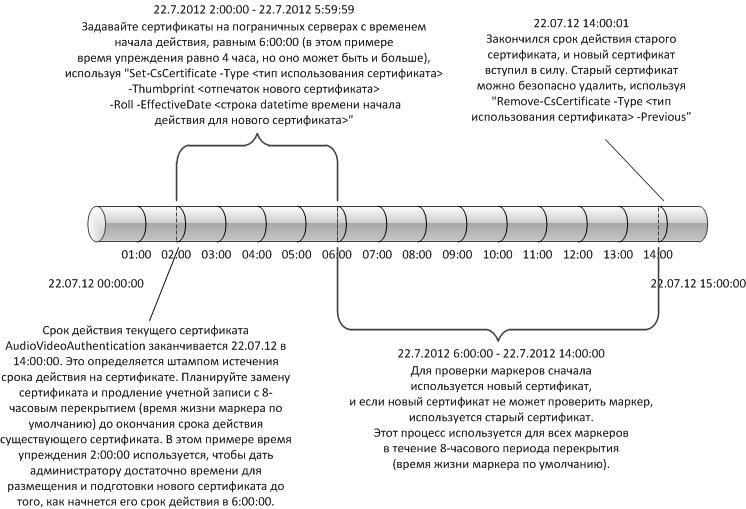 22.7.2012 2:00:00 - 22.7.2012 5:59:59
Задавайте сертификаты на пограничных серверах с временем
начала действия, равным 6:00:00 (в этом примере
время упреждения равно 4 часа, но оно может быть и больше),
используя "Set-CsCertificate -Type <тип использования сертификата>
-Thumbprint <отпечаток нового сертификата>
-Roll -EffectiveDate <строка datetime времени начала
действия для нового сертификата>"
22.07.12 14:00:01
Закончился срок действия старого
сертификата, и новый сертификат
вступил в силу. Старый сертификат
можно безопасно удалить, используя
"Remove-CsCertificate -Type <тип
использования сертификата> -Previous”
01:00 02:00 03:00 04:00 05:00 06:00 07:00 08:00 09:00 10:00 11:00 12:00 13:00 14:00
22.07.12 00:00:00
22.07.12 15:00:00
Срок действия текущего сертификата
AudioVideoAuthentication заканчивается 22.07.12 в
14:00:00. Это определяется штампом истечения
срока действия на сертификате. Планируйте замену
сертификата и продление учетной записи с 8-
часовым перекрытием (время жизни маркера по
умолчанию) до окончания срока действия
существующего сертификата. В этом примере время
упреждения 2:00:00 используется, чтобы дать
администратору достаточно времени для
размещения и подготовки нового сертификата до
того, как начнется его срок действия в 6:00:00.
22.7.2012 6:00:00 - 22.7.2012 14:00:00
Для проверки маркеров сначала
используется новый сертификат,
и если новый сертификат не может проверить маркер,
используется старый сертификат.
Этот процесс используется для всех маркеров
в течение 8-часового периода перекрытия
(время жизни маркера по умолчанию).